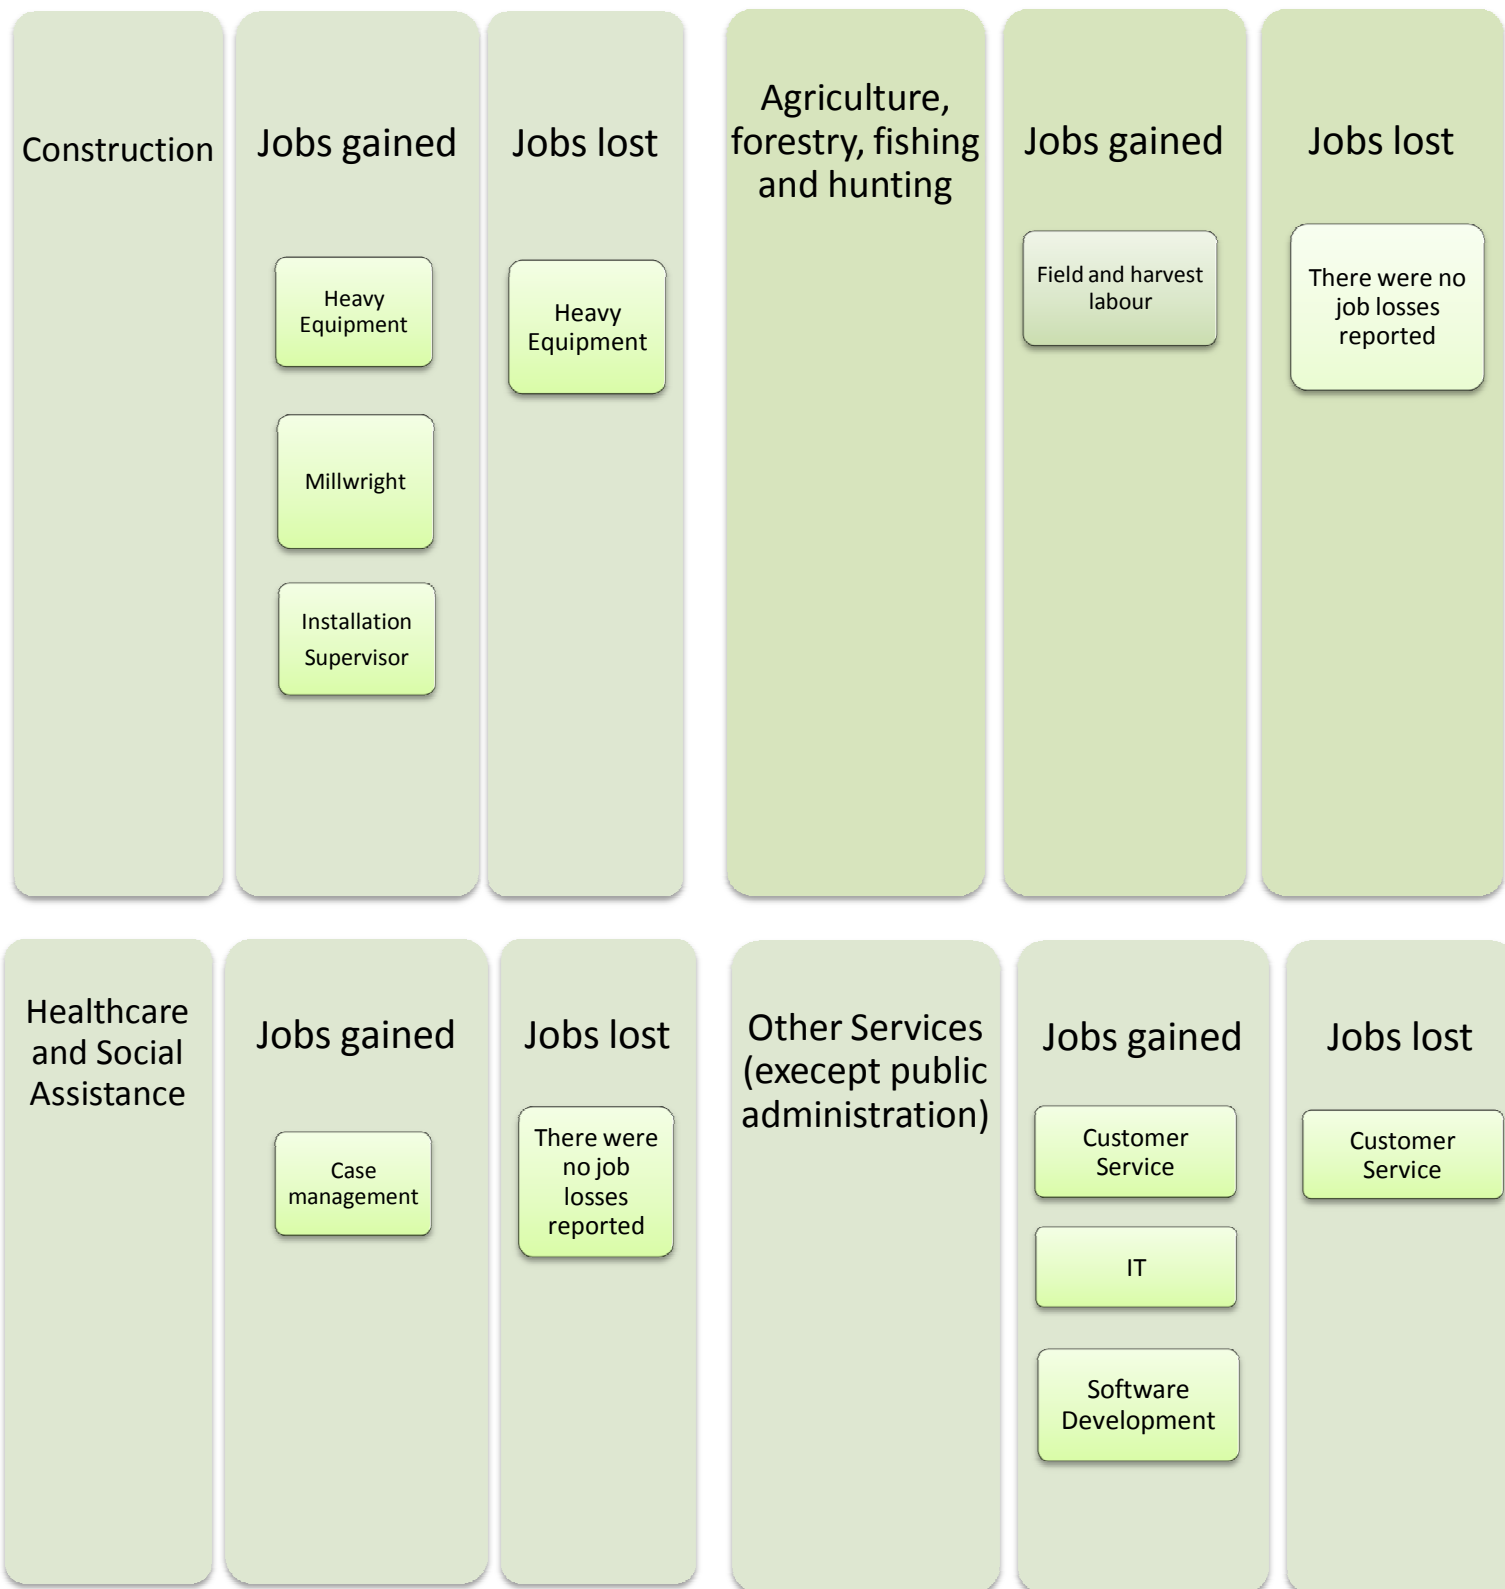 Construction
Jobs gained
Heavy
Equipment
Millwright
Installation
Supervisor
Jobs lost
Heavy
Equipment
Agriculture,
forestry, fishing
and hunting
Jobs gained
Field and harvest
labour
Jobs lost
There were no
job losses
reported
Healthcare
and Social
Assistance
Jobs gained
Case
management
Jobs lost
There were
no job
losses
reported
Other Services
(execept public
administration)
Jobs gained
Customer
Service
IT
Software
Development
Jobs lost
Customer
Service